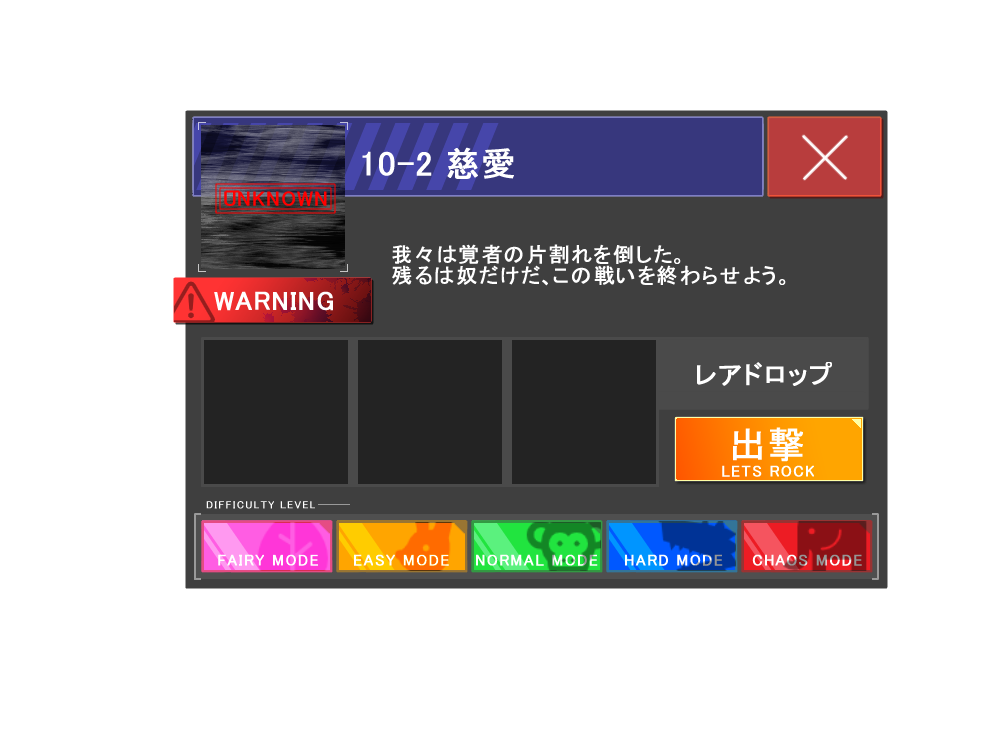 10-2 慈愛
UNKNOWN
我々は覚者の片割れを倒した。
残るは奴だけだ、この戦いを終わらせよう。
WARNING
レアドロップ
出撃
LETS ROCK
DIFFICULTY LEVEL
FAIRY MODE
EASY MODE
NORMAL MODE
HARD MODE
CHAOS MODE